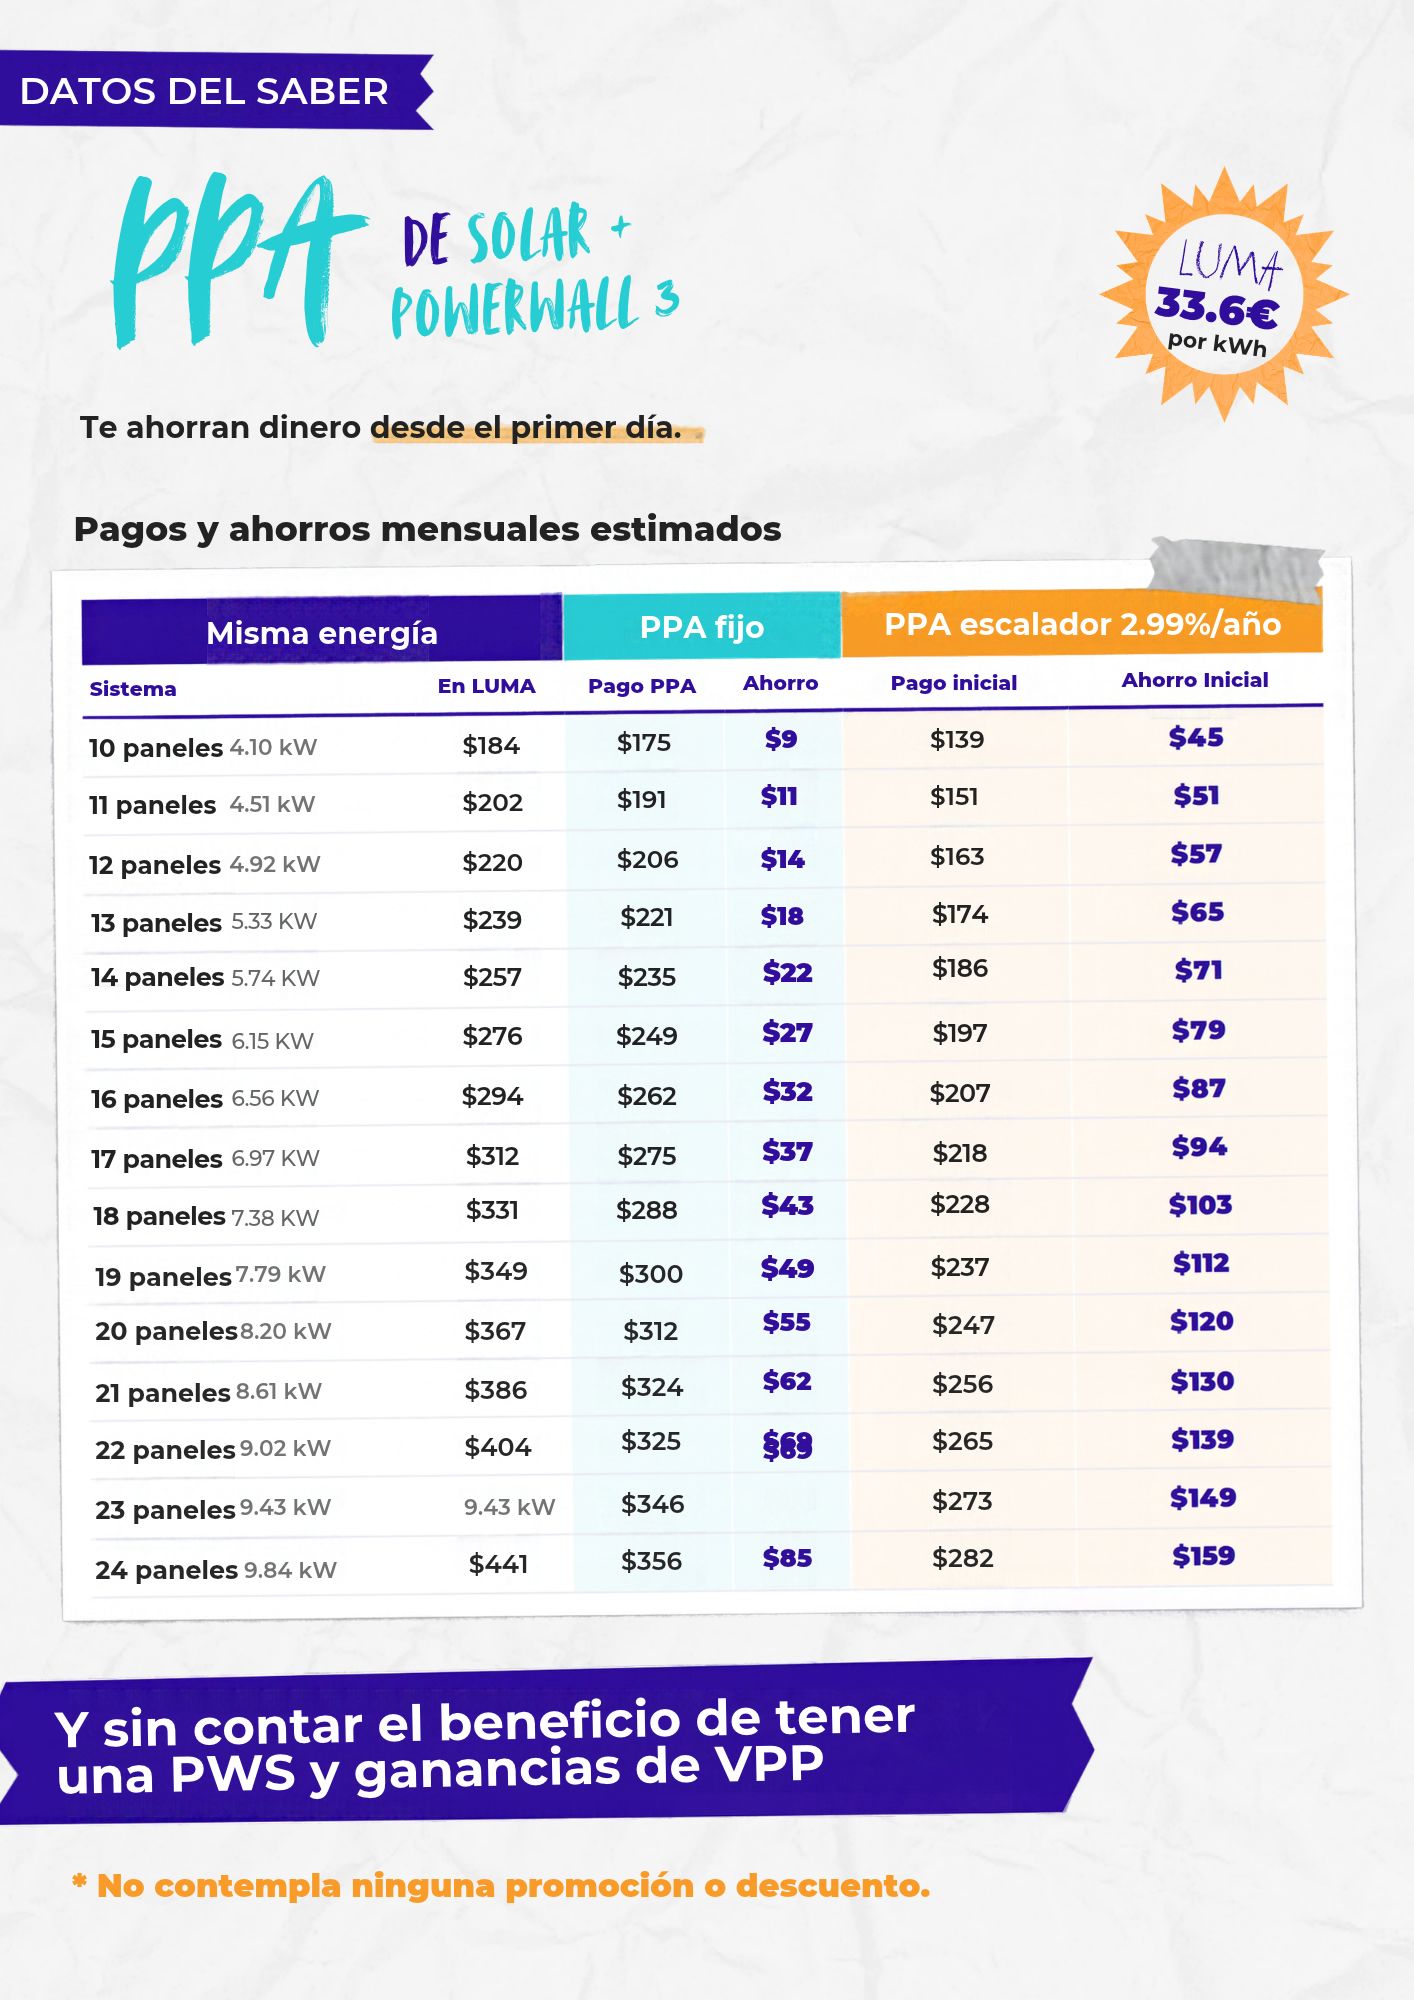 DATOS DEL SABER
PPA DE SOLAR +
POWERWALL 3
LUMA
33.6€
por kWh
Te ahorran dinero desde el primer día.
Pagos y ahorros mensuales estimados
Misma energía PPA fijo PPA escalador 2.99%/año
Sistema En LUMA Pago PPA Ahorro Pago inicial Ahorro Inicial
10 paneles 4.10 kW $184 $175 $9 $139 $45
11 paneles 4.51 kW $202 $191 $11 $151 $51
12 paneles 4.92 kW $220 $206 $14 $163 $57
13 paneles 5.33 KW $239 $221 $18 $174 $65
14 paneles 5.74 KW $257 $235 $22 $186 $71
15 paneles 6.15 KW $276 $249 $27 $197 $79
16 paneles 6.56 KW $294 $262 $32 $207 $87
17 paneles 6.97 KW $312 $275 $37 $218 $94
18 paneles 7.38 KW $331 $288 $43 $228 $103
19 paneles 7.79 kW $349 $300 $49 $237 $112
20 paneles 8.20 kW $367 $312 $55 $247 $120
21 paneles 8.61 kW $386 $324 $62 $256 $130
22 paneles 9.02 kW $404 $325 $69 $265 $139
23 paneles 9.43 kW 9.43 kW $346 $273 $149
24 paneles 9.84 kW $441 $356 $85 $282 $159
Y sin contar el beneficio de tener
una PWS y ganancias de VPP
* No contempla ninguna promoción o descuento.